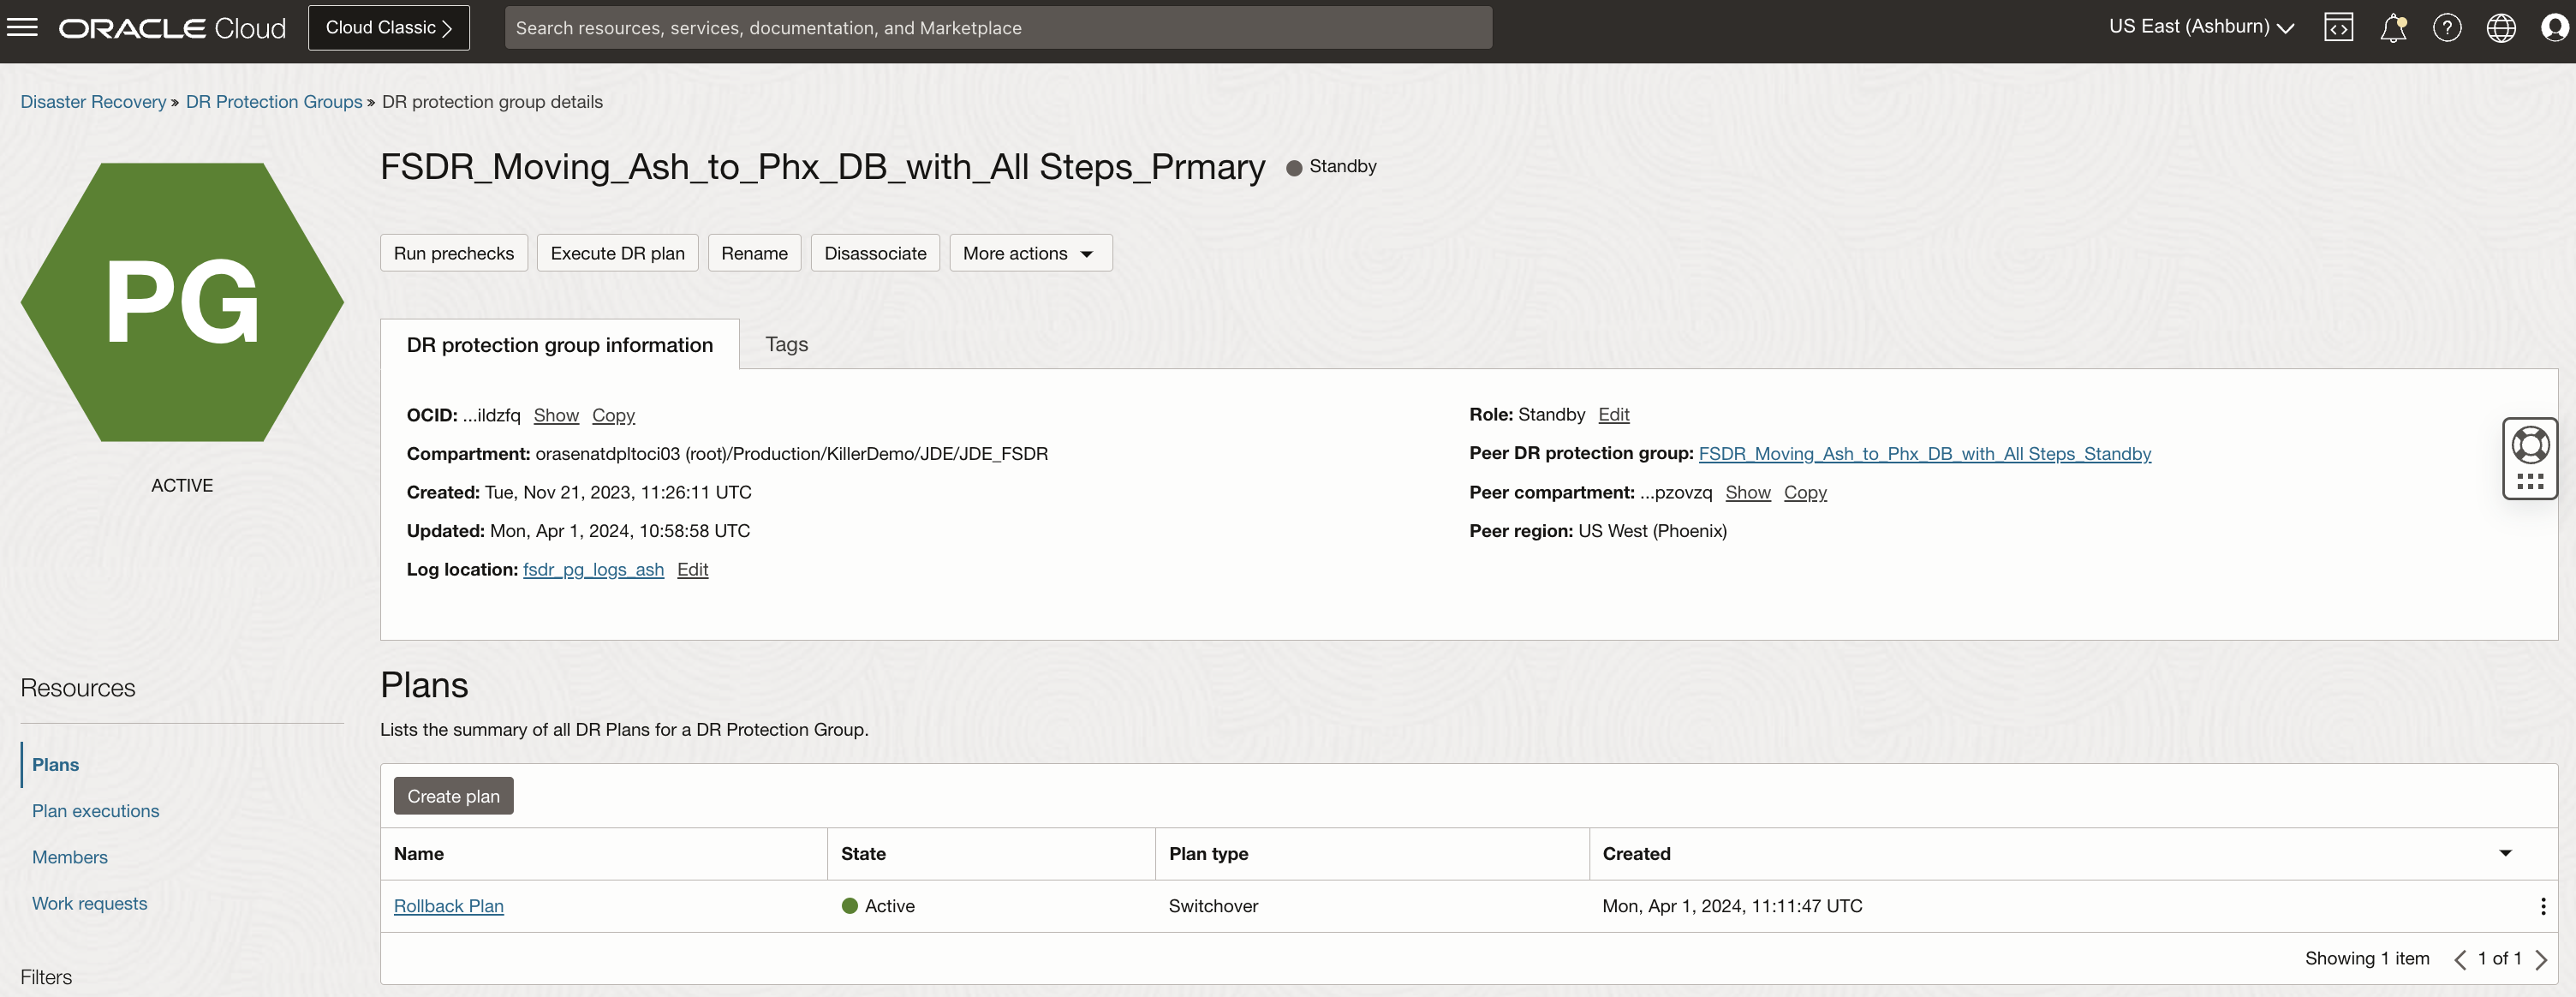 ORACLE Cloud
Cloud Classic
Search resources, services, documentation, and Marketplace
US East (Ashburn)
Disaster Recovery » DR Protection Groups » DR protection group details
PG
ACTIVE
FSDR_Moving_Ash_to_Phx_DB_with_All Steps_Prmary
Standby
Run prechecks
Execute DR plan
Rename
Disassociate
More actions
DR protection group information
Tags
OCID: ...ildzfq Show Copy
Compartment: orasenatdpltoci03 (root)/Production/KillerDemo/JDE/JDE_FSDR
Created: Tue, Nov 21, 2023, 11:26:11 UTC
Updated: Mon, Apr 1, 2024, 10:58:58 UTC
Log location: fsdr_pg_logs_ash Edit
Role: Standby Edit
Peer DR protection group: FSDR_Moving_Ash_to_Phx_DB_with_All Steps_Standby
Peer compartment: ...pzovzq Show Copy
Peer region: US West (Phoenix)
Resources
Plans
Plan executions
Members
Work requests
Filters
Plans
Lists the summary of all DR Plans for a DR Protection Group.
Create plan
Name State Plan type Created
Rollback Plan Active Switchover Mon, Apr 1, 2024, 11:11:47 UTC
Showing 1 item 1 of 1